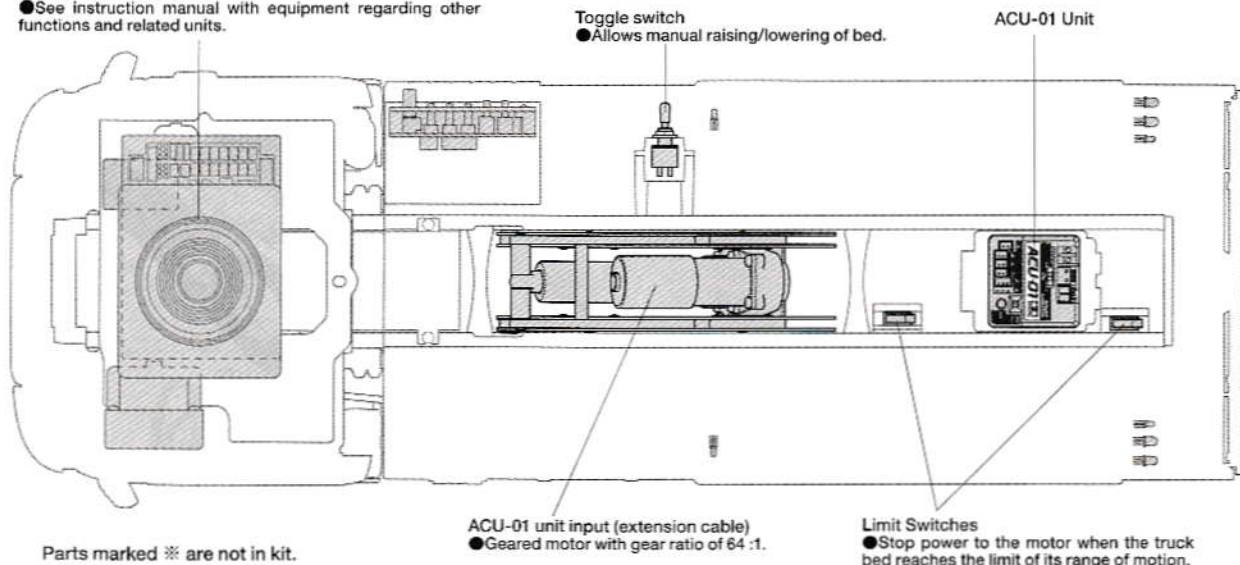 ●See instruction manual with equipment regarding other
functions and related units.
Toggle switch
●Allows manual raising/lowering of bed.
ACU-01 Unit
ACU-01
ACU-01 unit input (extension cable)
●Geared motor with gear ratio of 64 :1.
Limit Switches
●Stop power to the motor when the truck
bed reaches the limit of its range of motion.
Parts marked ※ are not in kit.